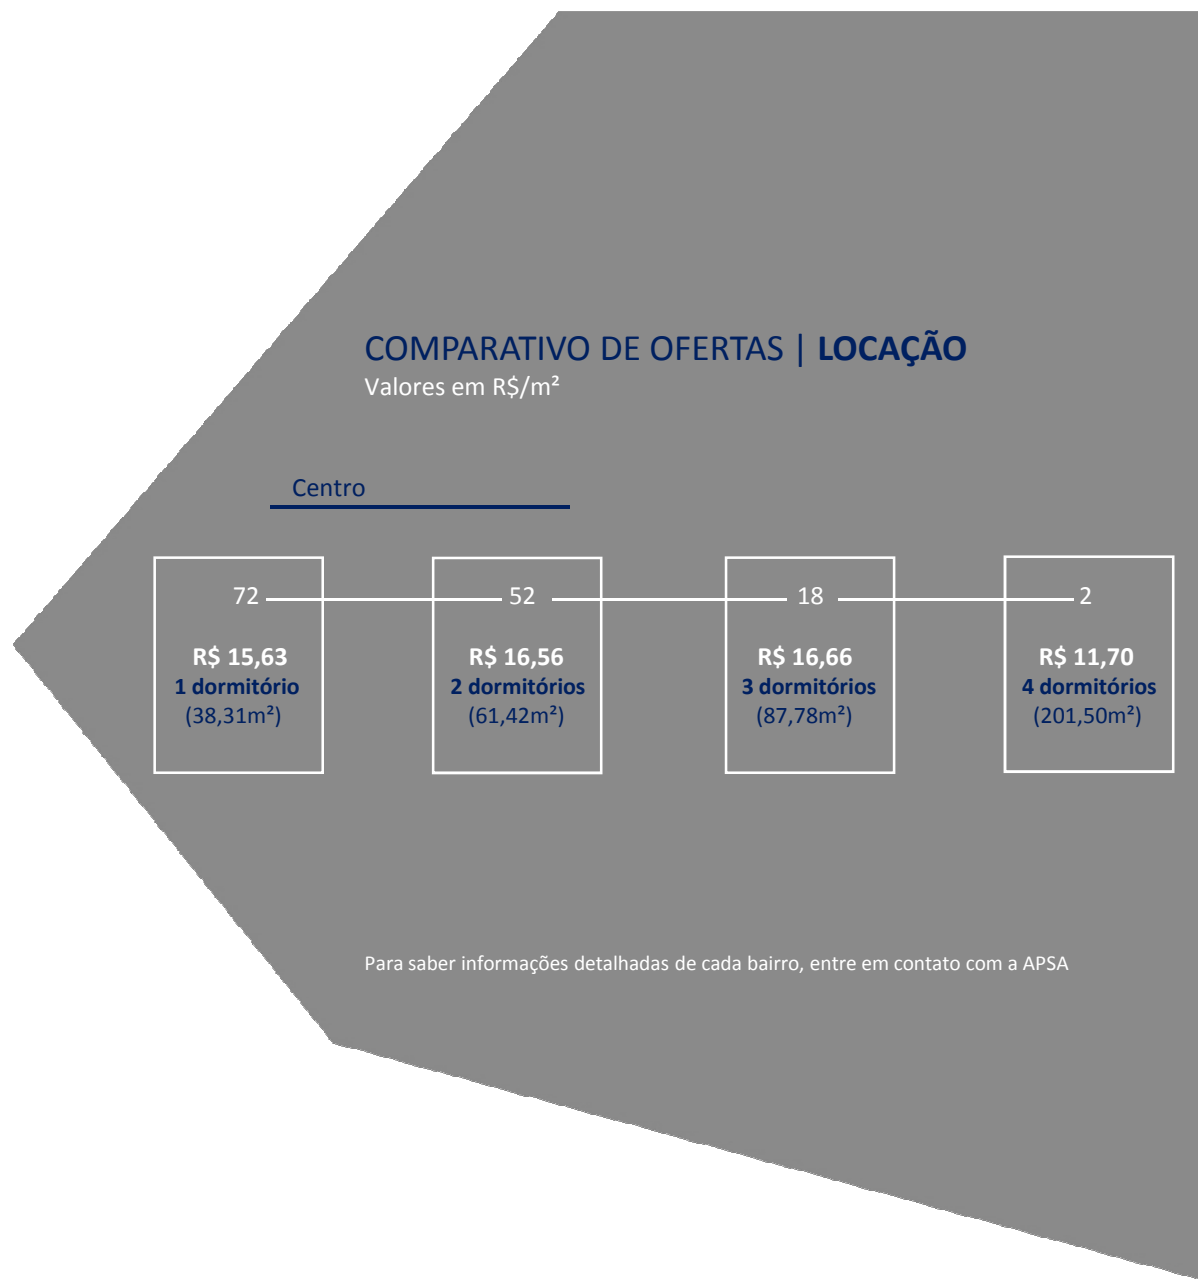 COMPARATIVO DE OFERTAS | LOCAÇÃO
Valores em R$/m²
Centro
72
R$ 15,63
1 dormitório
(38,31m²)
52
R$ 16,56
2 dormitórios
(61,42m²)
18
R$ 16,66
3 dormitórios
(87,78m²)
2
R$ 11,70
4 dormitórios
(201,50m²)
Para saber informações detalhadas de cada bairro, entre em contato com a APSA